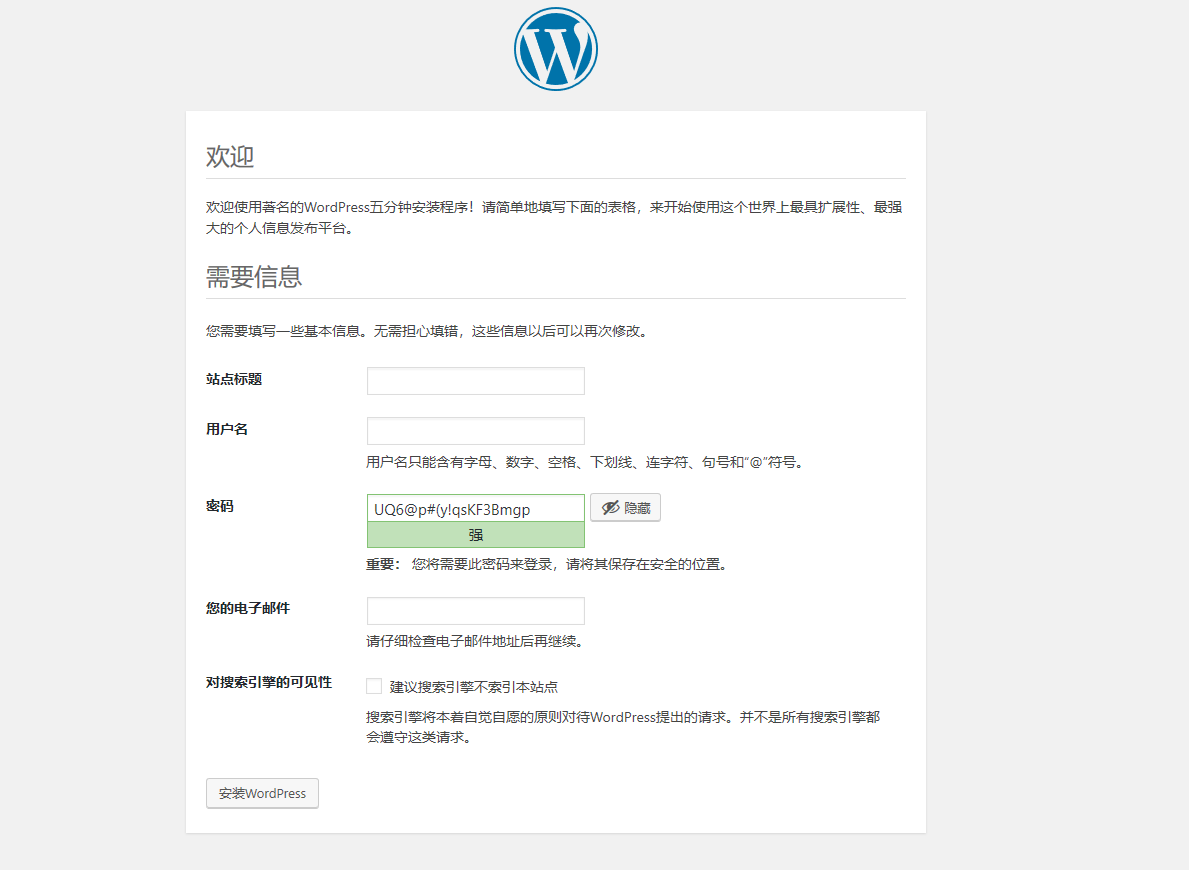 欢迎
欢迎使用著名的WordPress五分钟安装程序！请简单地填写下面的表格，来开始使用这个世界上最具扩展性、最强
大的个人信息发布平台。
需要信息
您需要填写一些基本信息。无需担心填错，这些信息以后可以再次修改。
站点标题
用户名
用户名只能含有字母、数字、空格、下划线、连字符、句号和“@”符号。
密码
UQ6@p#(y!qsKF3Bmgp
隐藏
强
重要： 您将需要此密码来登录，请将其保存在安全的位置。
您的电子邮件
请仔细检查电子邮件地址后再继续。
对搜索引擎的可见性
建议搜索引擎不索引本站点
搜索引擎将本着自觉自愿的原则对待WordPress提出的请求。并不是所有搜索引擎都
会遵守这类请求。
安装WordPress